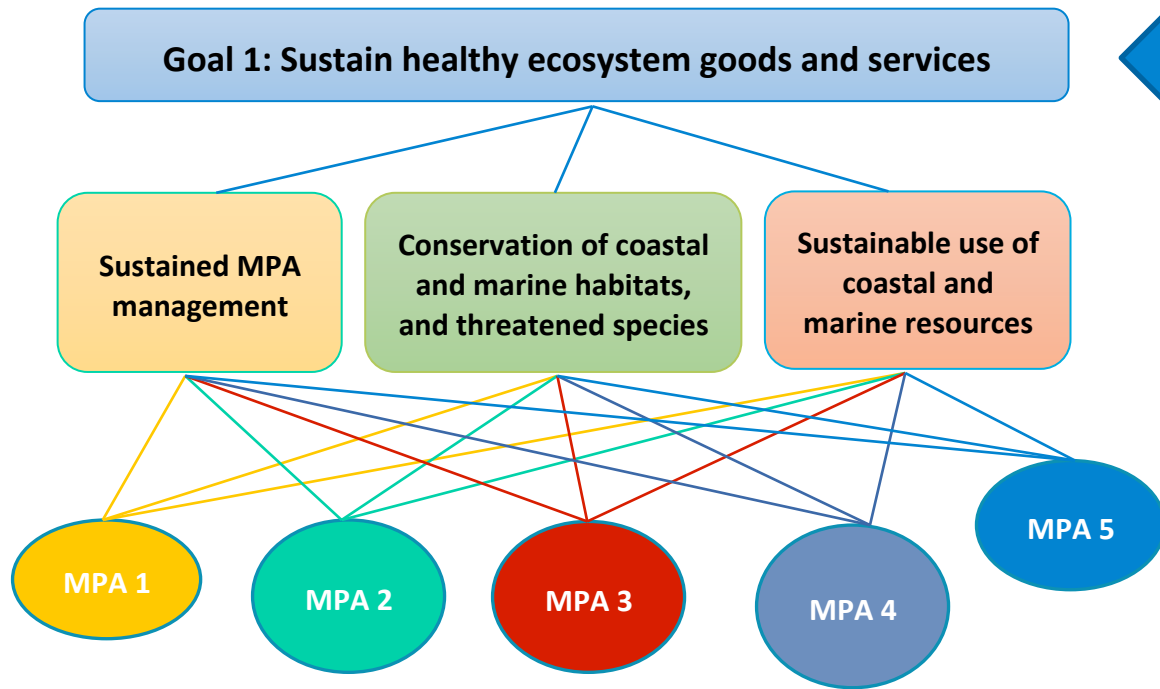 Goal 1: Sustain healthy ecosystem goods and services
Sustained MPA
management
Conservation of coastal
and marine habitats,
and threatened species
Sustainable use of
coastal and
marine resources
MPA 1
MPA 2
MPA 3
MPA 4
MPA 5